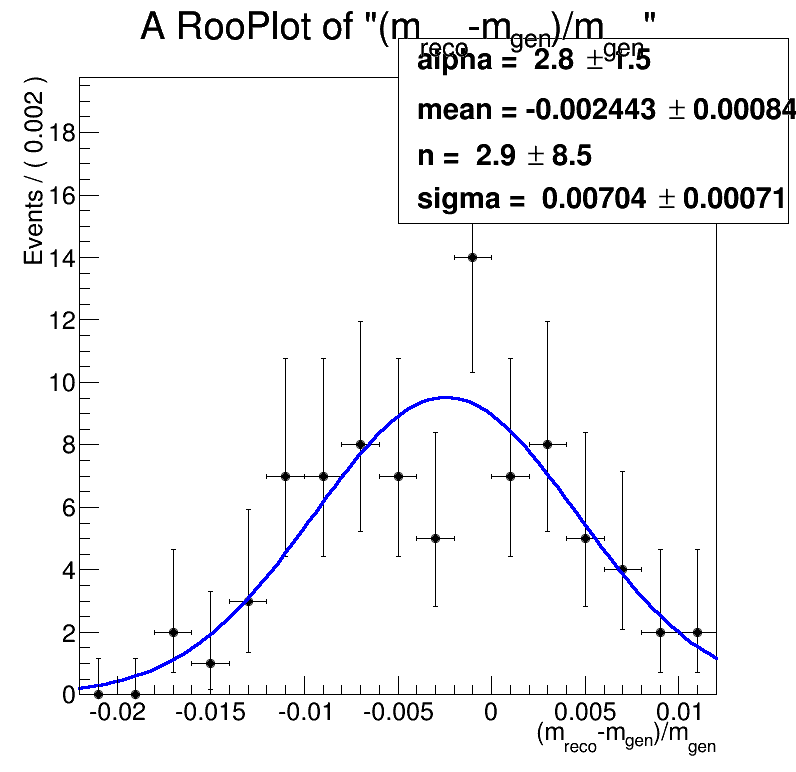 A RooPlot of "(m_reco-m_gen)/m_gen"
alpha = 2.8 ± 1.5
mean = -0.002443 ± 0.00084
n = 2.9 ± 8.5
sigma = 0.00704 ± 0.00071
Events / ( 0.002 )
18
16
14
12
10
8
6
4
2
0
-0.02 -0.015 -0.01 -0.005 0 0.005 0.01
(m_reco-m_gen)/m_gen